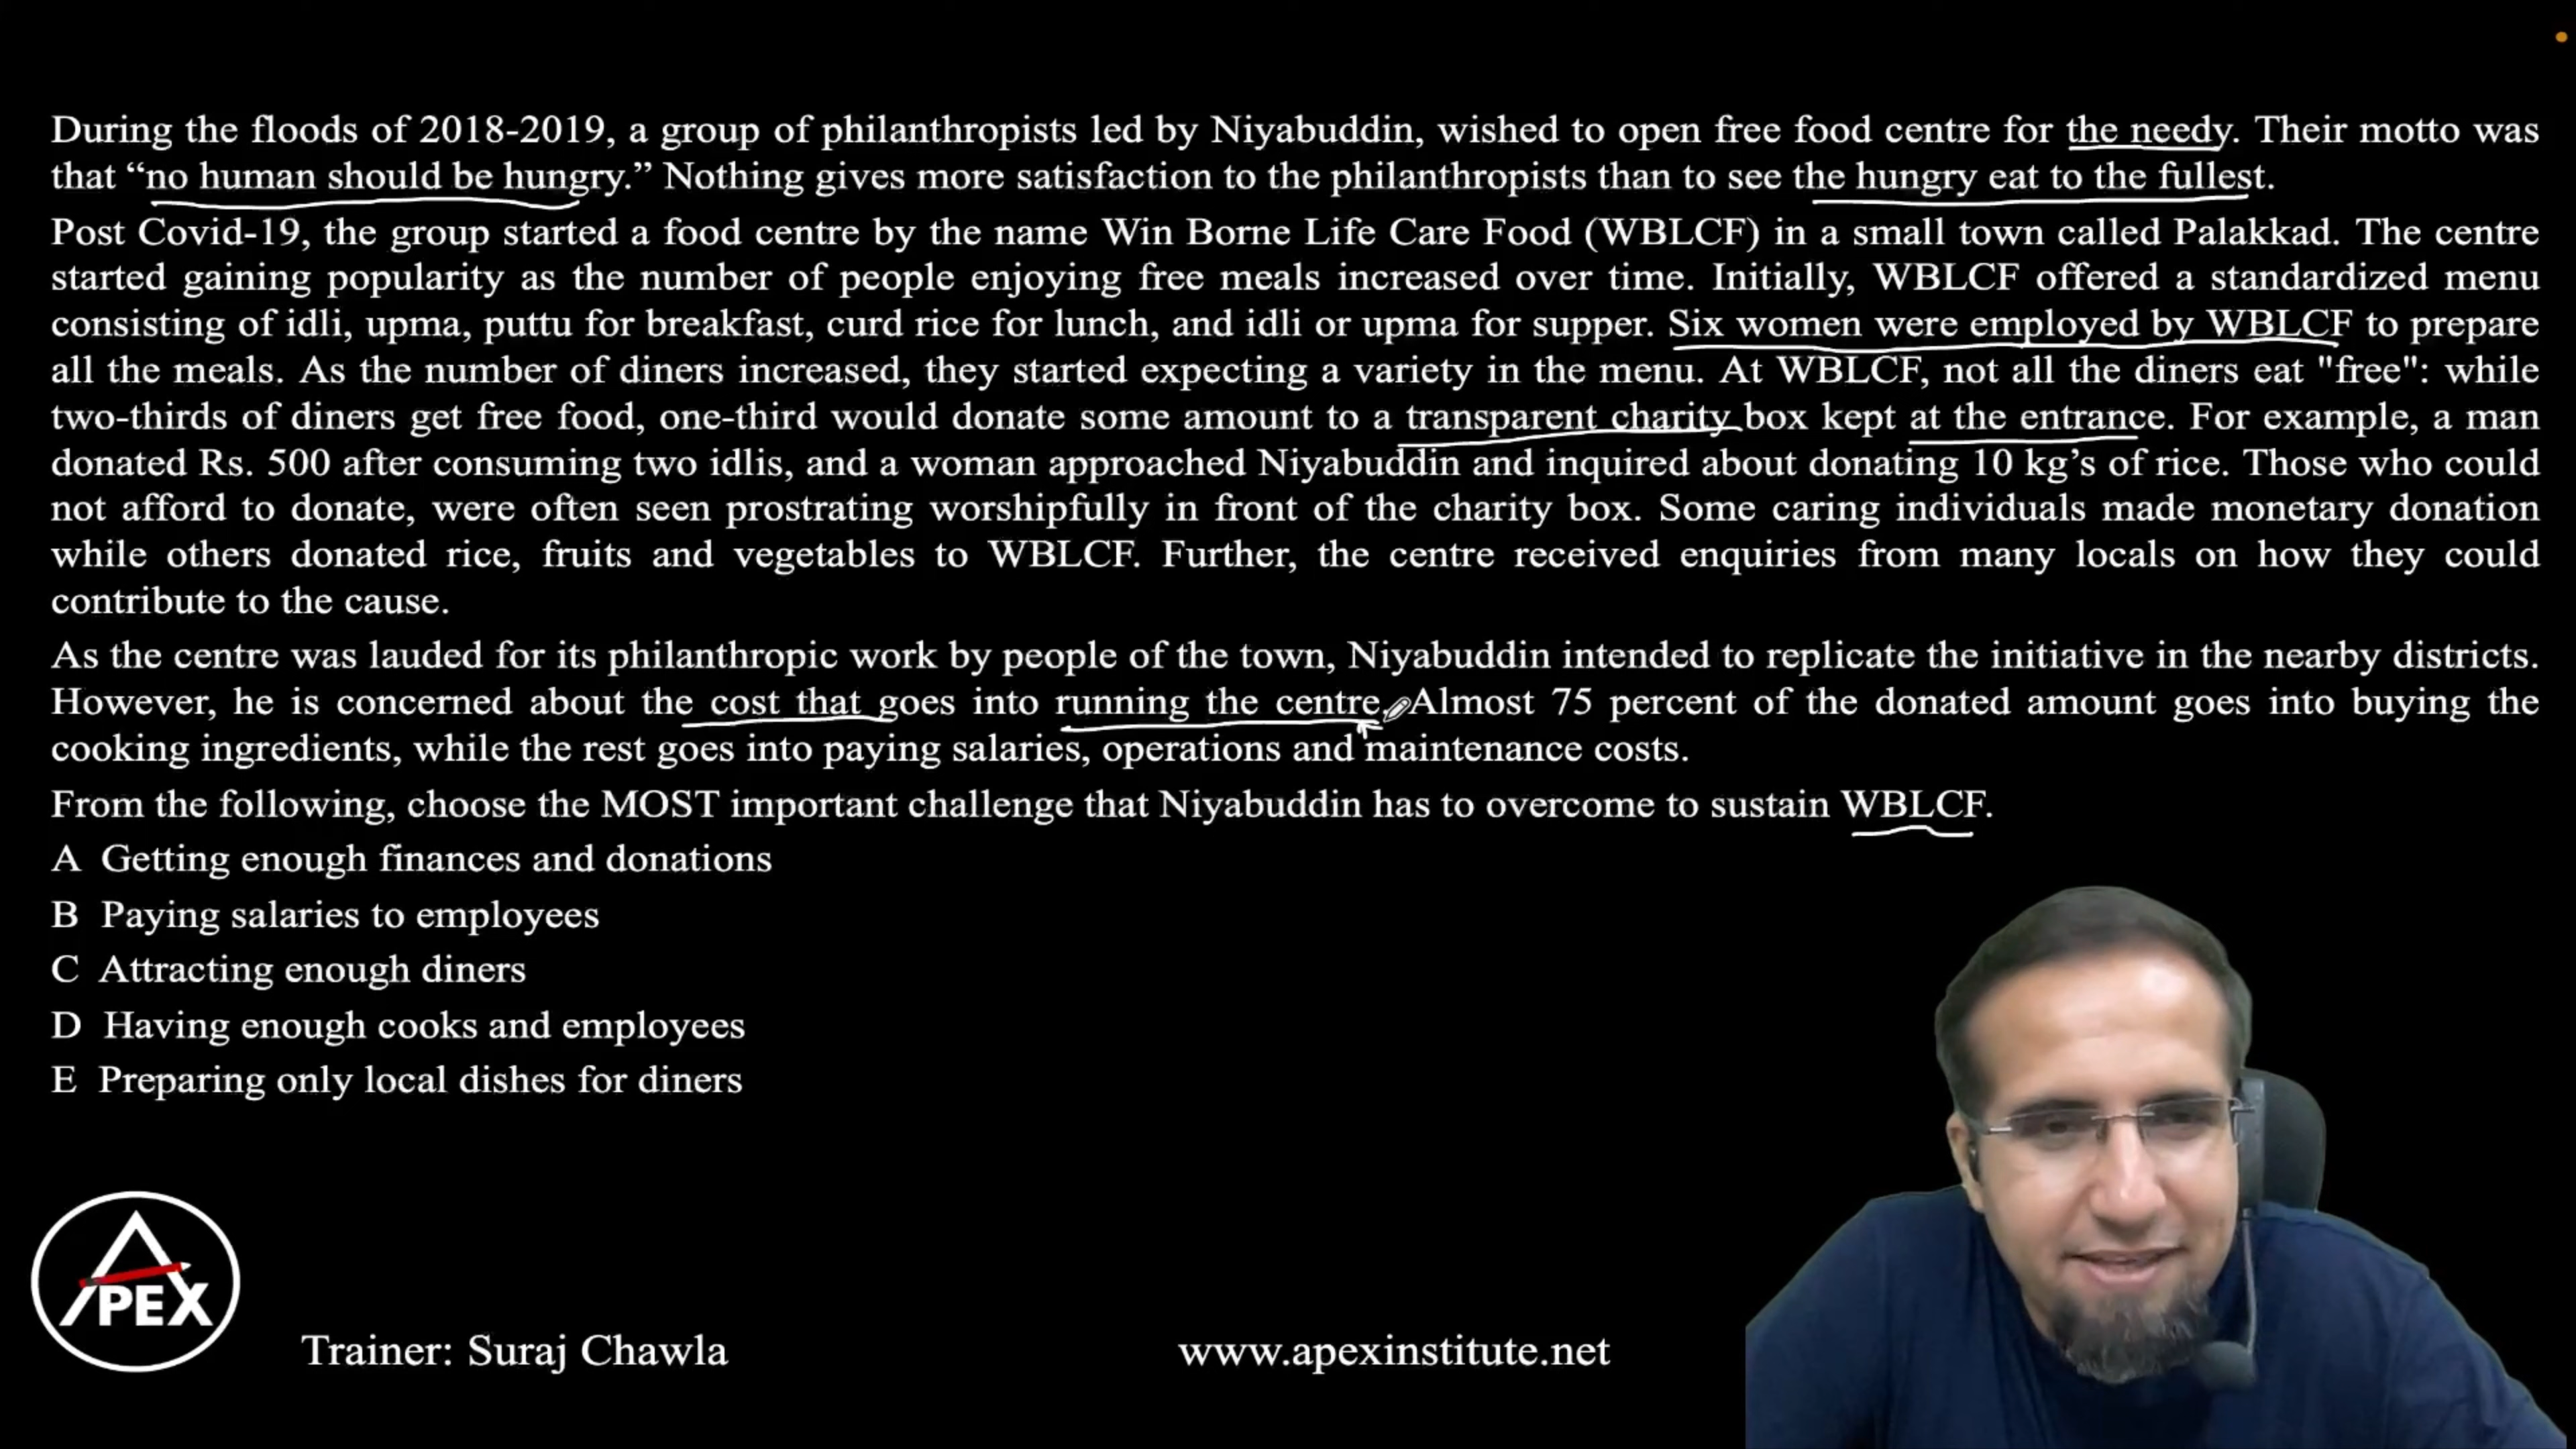 During the floods of 2018-2019, a group of philanthropists led by Niyabuddin, wished to open free food centre for the needy. Their motto was
that “no human should be hungry.” Nothing gives more satisfaction to the philanthropists than to see the hungry eat to the fullest.
Post Covid-19, the group started a food centre by the name Win Borne Life Care Food (WBLCF) in a small town called Palakkad. The centre
started gaining popularity as the number of people enjoying free meals increased over time. Initially, WBLCF offered a standardized menu
consisting of idli, upma, puttu for breakfast, curd rice for lunch, and idli or upma for supper. Six women were employed by WBLCF to prepare
all the meals. As the number of diners increased, they started expecting a variety in the menu. At WBLCF, not all the diners eat "free": while
two-thirds of diners get free food, one-third would donate some amount to a transparent charity box kept at the entrance. For example, a man
donated Rs. 500 after consuming two idlis, and a woman approached Niyabuddin and inquired about donating 10 kg’s of rice. Those who could
not afford to donate, were often seen prostrating worshipfully in front of the charity box. Some caring individuals made monetary donation
while others donated rice, fruits and vegetables to WBLCF. Further, the centre received enquiries from many locals on how they could
contribute to the cause.
As the centre was lauded for its philanthropic work by people of the town, Niyabuddin intended to replicate the initiative in the nearby districts.
However, he is concerned about the cost that goes into running the centre. Almost 75 percent of the donated amount goes into buying the
cooking ingredients, while the rest goes into paying salaries, operations and maintenance costs.
From the following, choose the MOST important challenge that Niyabuddin has to overcome to sustain WBLCF.
A Getting enough finances and donations
B Paying salaries to employees
C Attracting enough diners
D Having enough cooks and employees
E Preparing only local dishes for diners
APEX
Trainer: Suraj Chawla
www.apexinstitute.net